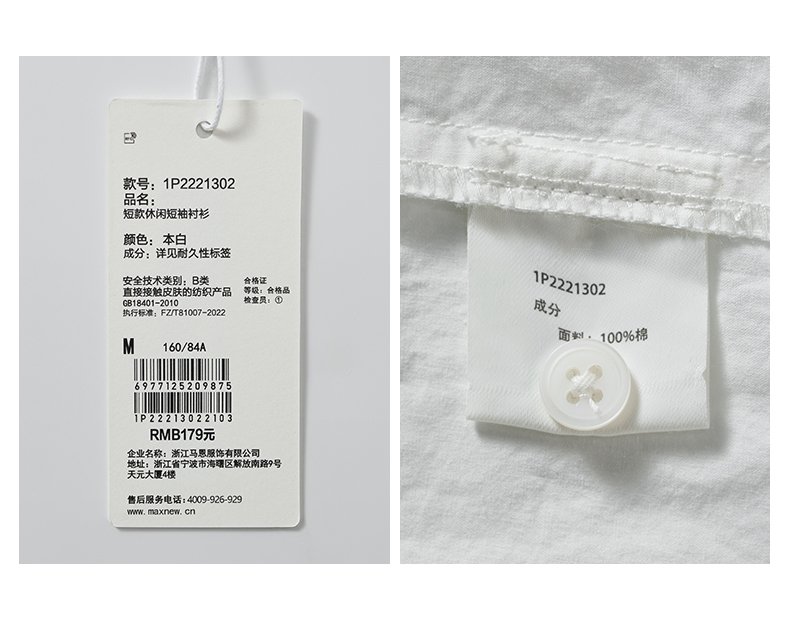 款号：1P2221302
品名：
短款休闲短袖衬衫
颜色：本白
成分：详见耐久性标签
安全技术类别：B类
直接接触皮肤的纺织产品
GB18401-2010
执行标准：FZ/T81007-2022
合格证
等级：合格品
检查员：①
M 160/84A
6977125209875
1P22213022103
RMB179元
企业名称：浙江马恩服饰有限公司
地址：浙江省宁波市海曙区解放南路9号
天元大厦4楼
售后服务电话：4009-926-929
www.maxnew.cn
1P2221302
成分
面料：100%棉